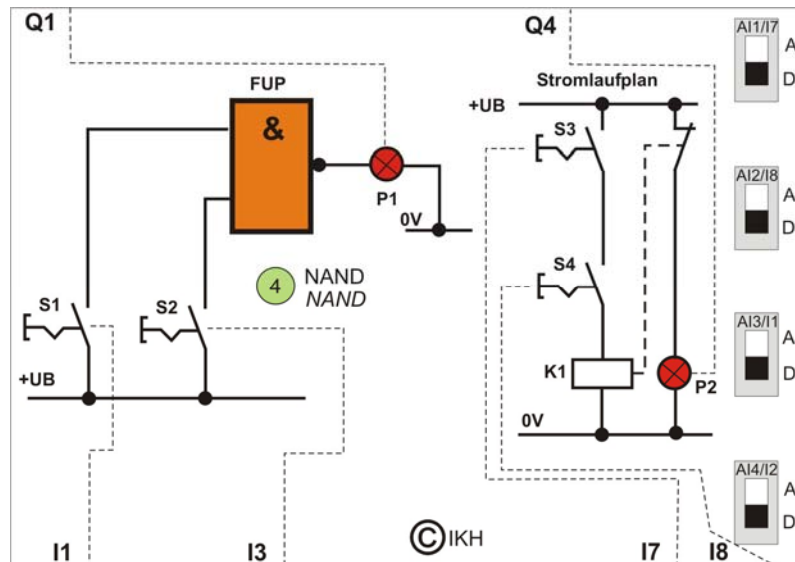 Q1
Q4
AI1/I7
A
D
FUP
&
Stromlaufplan
+UB
S3
P1
0V
AI2/I8
A
D
4
NAND
NAND
S1
S2
S4
AI3/I1
A
D
+UB
K1
P2
0V
AI4/I2
A
D
© IKH
I1
I3
I7
I8